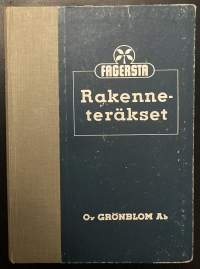 FAGERSTA
Rakenne-
teräkset
Oy GRÖNBLOM Ab